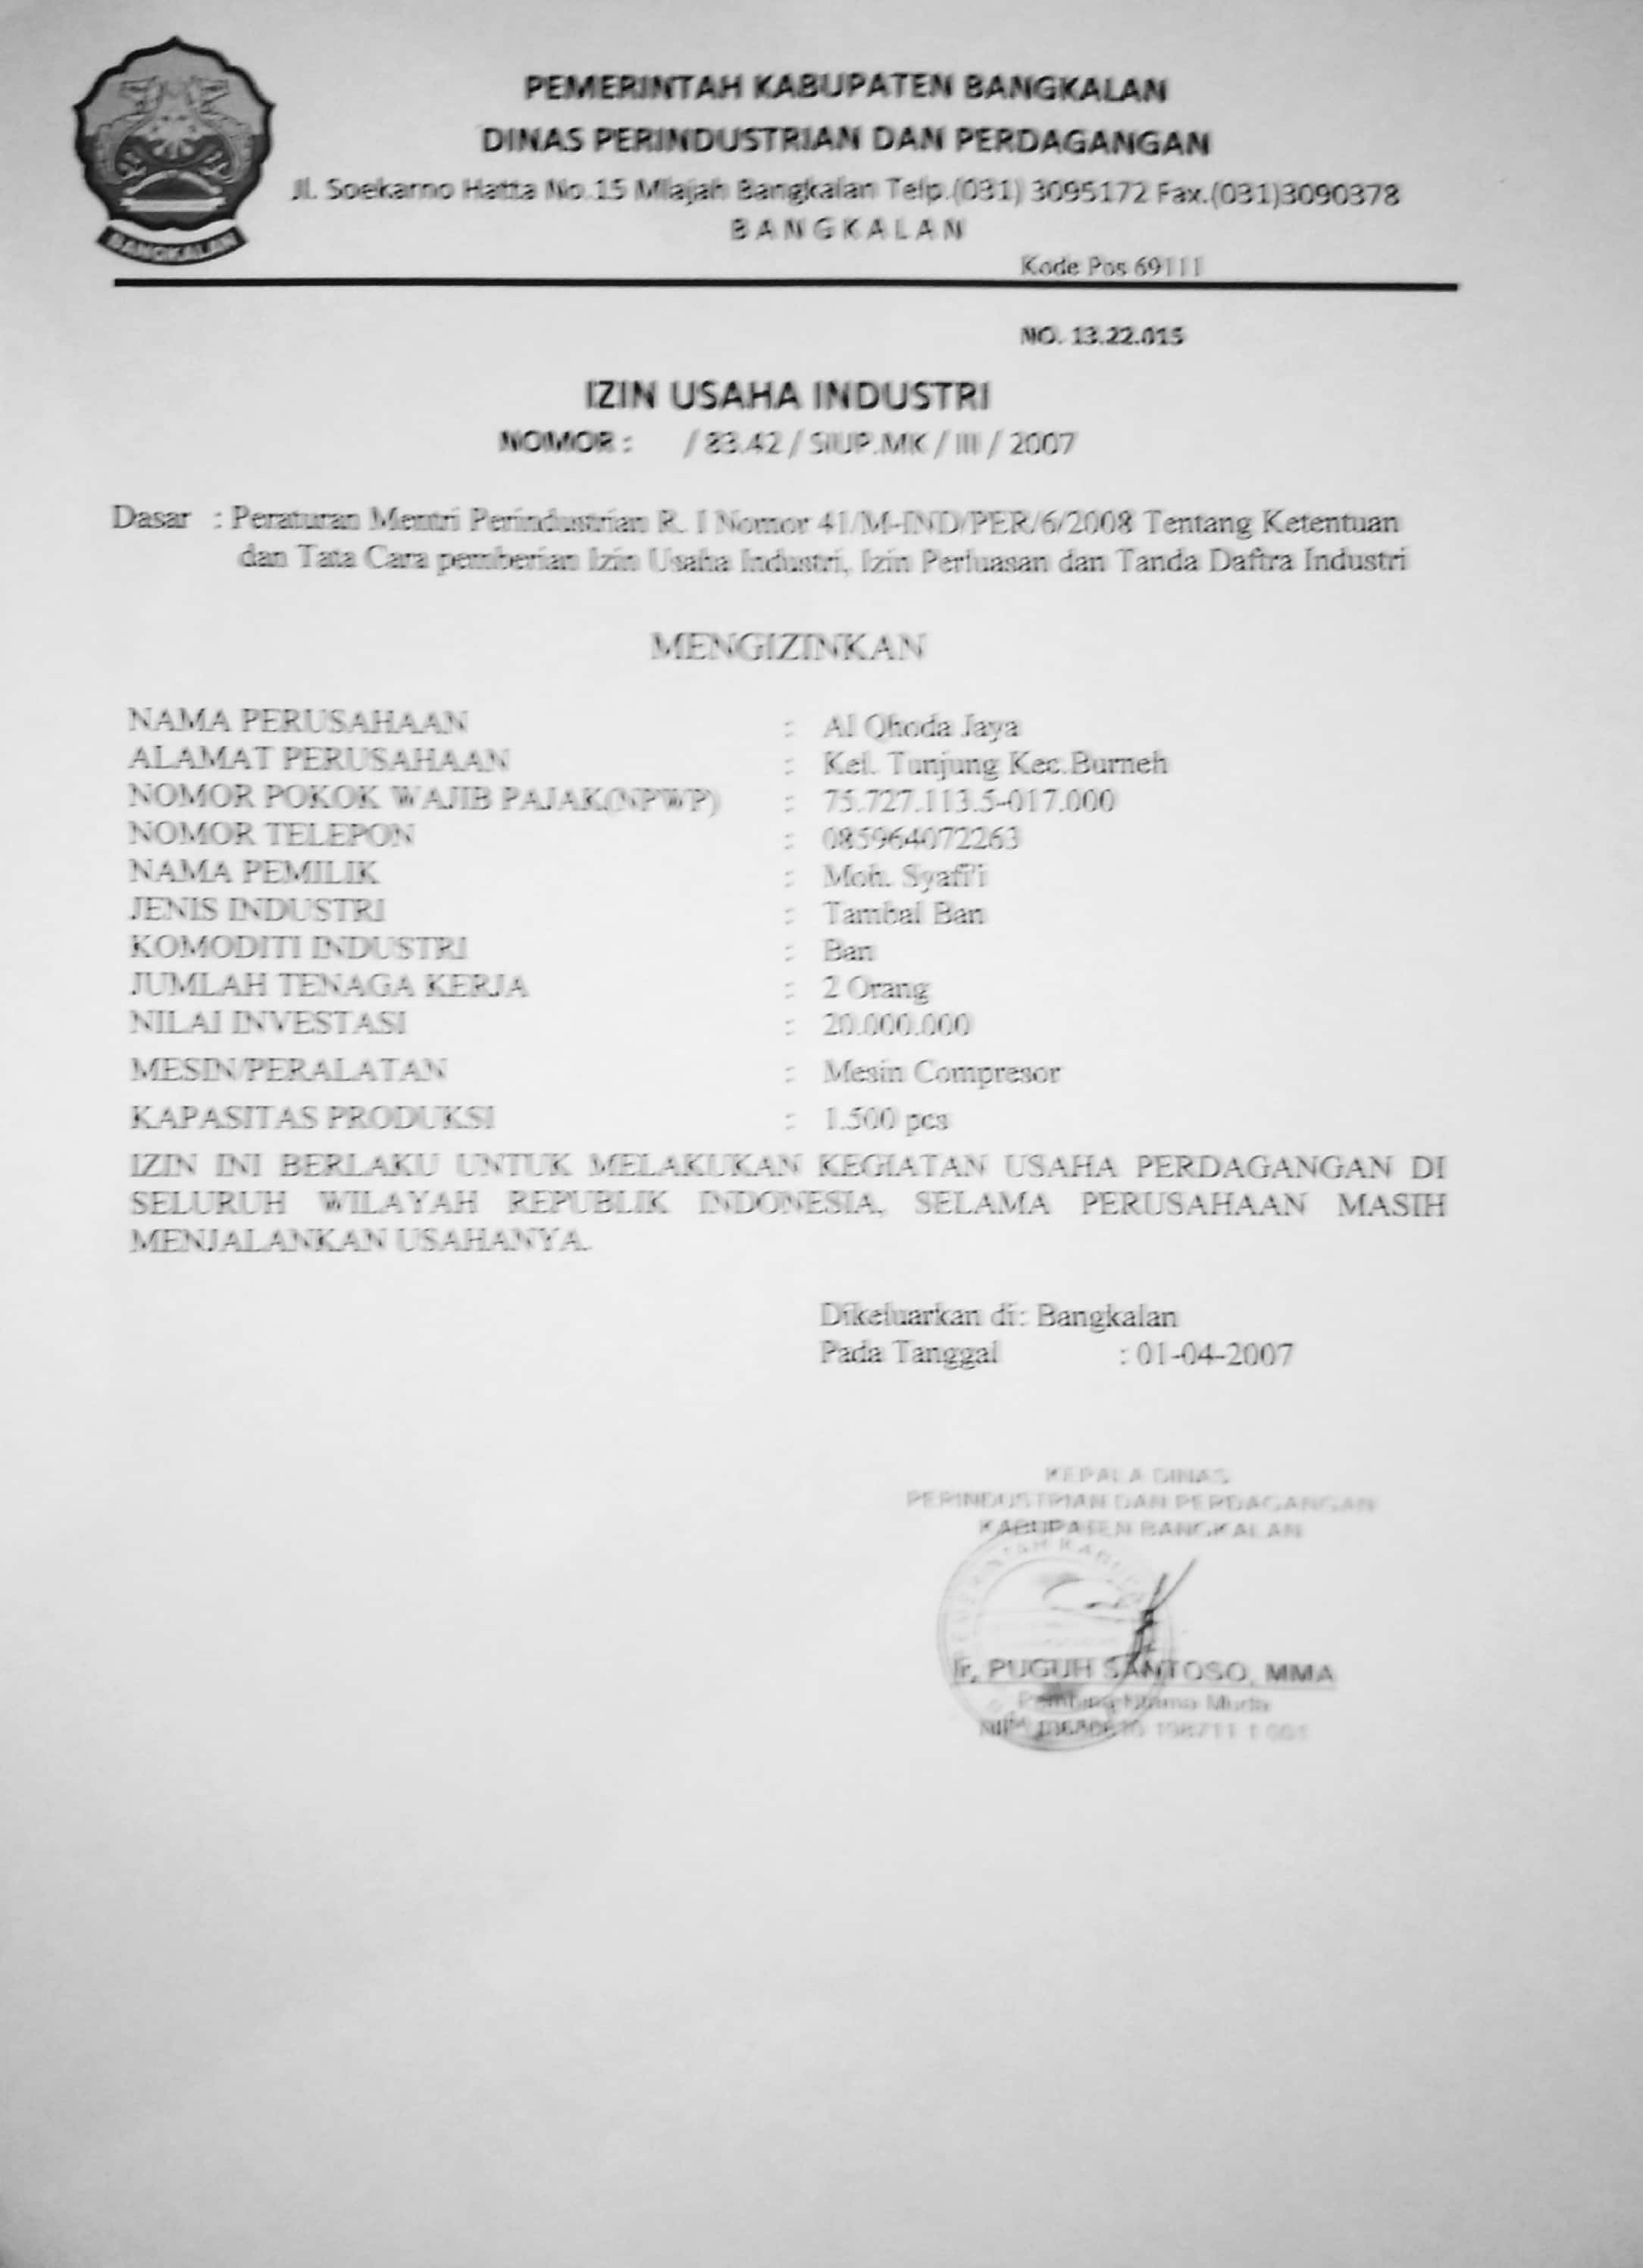 BANGKALAN
PEMERINTAH KABUPATEN BANGKALAN
DINAS PERINDUSTRIAN DAN PERDAGANGAN
Jl. Soekarno Hatta No.15 Mlajah Bangkalan Telp.(031) 3095172 Fax.(031)3090378
BANGKALAN
Kode Pos 69111
NO. 13.22.015
IZIN USAHA INDUSTRI
NOMOR : / 83.42 / SIUP.MK / III / 2007
Dasar : Peraturan Mentri Perindustrian R. I Nomor 41/M-IND/PER/6/2008 Tentang Ketentuan
dan Tata Cara pemberian Izin Usaha Industri, Izin Perluasan dan Tanda Daftra Industri
MENGIZINKAN
NAMA PERUSAHAAN : Al Qhoda Jaya
ALAMAT PERUSAHAAN : Kel. Tunjung Kec.Burneh
NOMOR POKOK WAJIB PAJAK(NPWP) : 75.727.113.5-017.000
NOMOR TELEPON : 085964072263
NAMA PEMILIK : Moh. Syafi'i
JENIS INDUSTRI : Tambal Ban
KOMODITI INDUSTRI : Ban
JUMLAH TENAGA KERJA : 2 Orang
NILAI INVESTASI : 20.000.000
MESIN/PERALATAN : Mesin Compresor
KAPASITAS PRODUKSI : 1.500 pcs
IZIN INI BERLAKU UNTUK MELAKUKAN KEGIATAN USAHA PERDAGANGAN DI
SELURUH WILAYAH REPUBLIK INDONESIA, SELAMA PERUSAHAAN MASIH
MENJALANKAN USAHANYA.
Dikeluarkan di: Bangkalan
Pada Tanggal : 01-04-2007
KEPALA DINAS
PERINDUSTRIAN DAN PERDAGANGAN
KABUPATEN BANGKALAN
Ir. PUGUH SANTOSO, MMA
Pembina Utama Muda
NIP